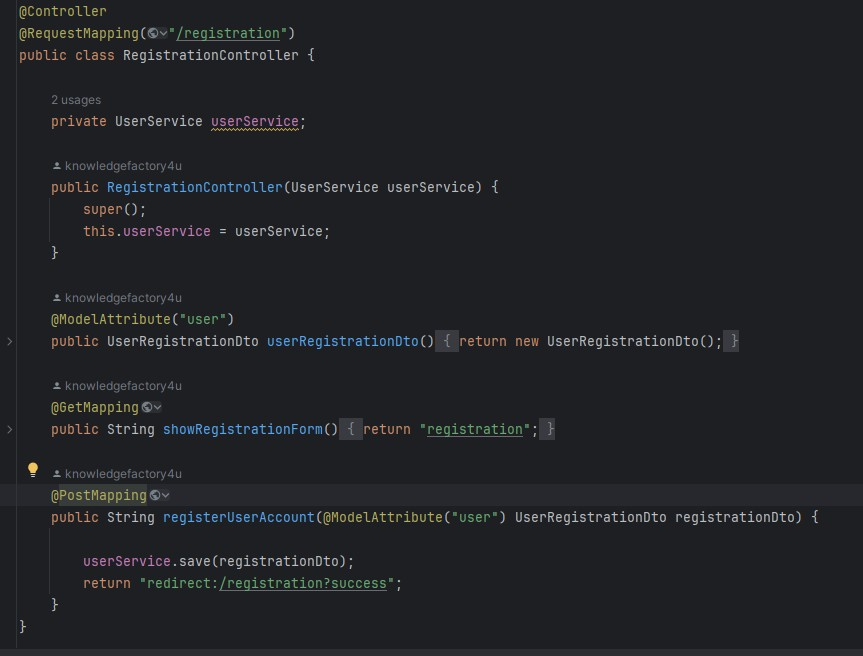 @Controller
@RequestMapping("/registration")
public class RegistrationController {
2 usages
private UserService userService;
knowledgefactory4u
public RegistrationController(UserService userService) {
super();
this.userService = userService;
}
knowledgefactory4u
@ModelAttribute("user")
public UserRegistrationDto userRegistrationDto() { return new UserRegistrationDto(); }
knowledgefactory4u
@GetMapping
public String showRegistrationForm() { return "registration"; }
knowledgefactory4u
@PostMapping
public String registerUserAccount(@ModelAttribute("user") UserRegistrationDto registrationDto) {
userService.save(registrationDto);
return "redirect:/registration?success";
}
}